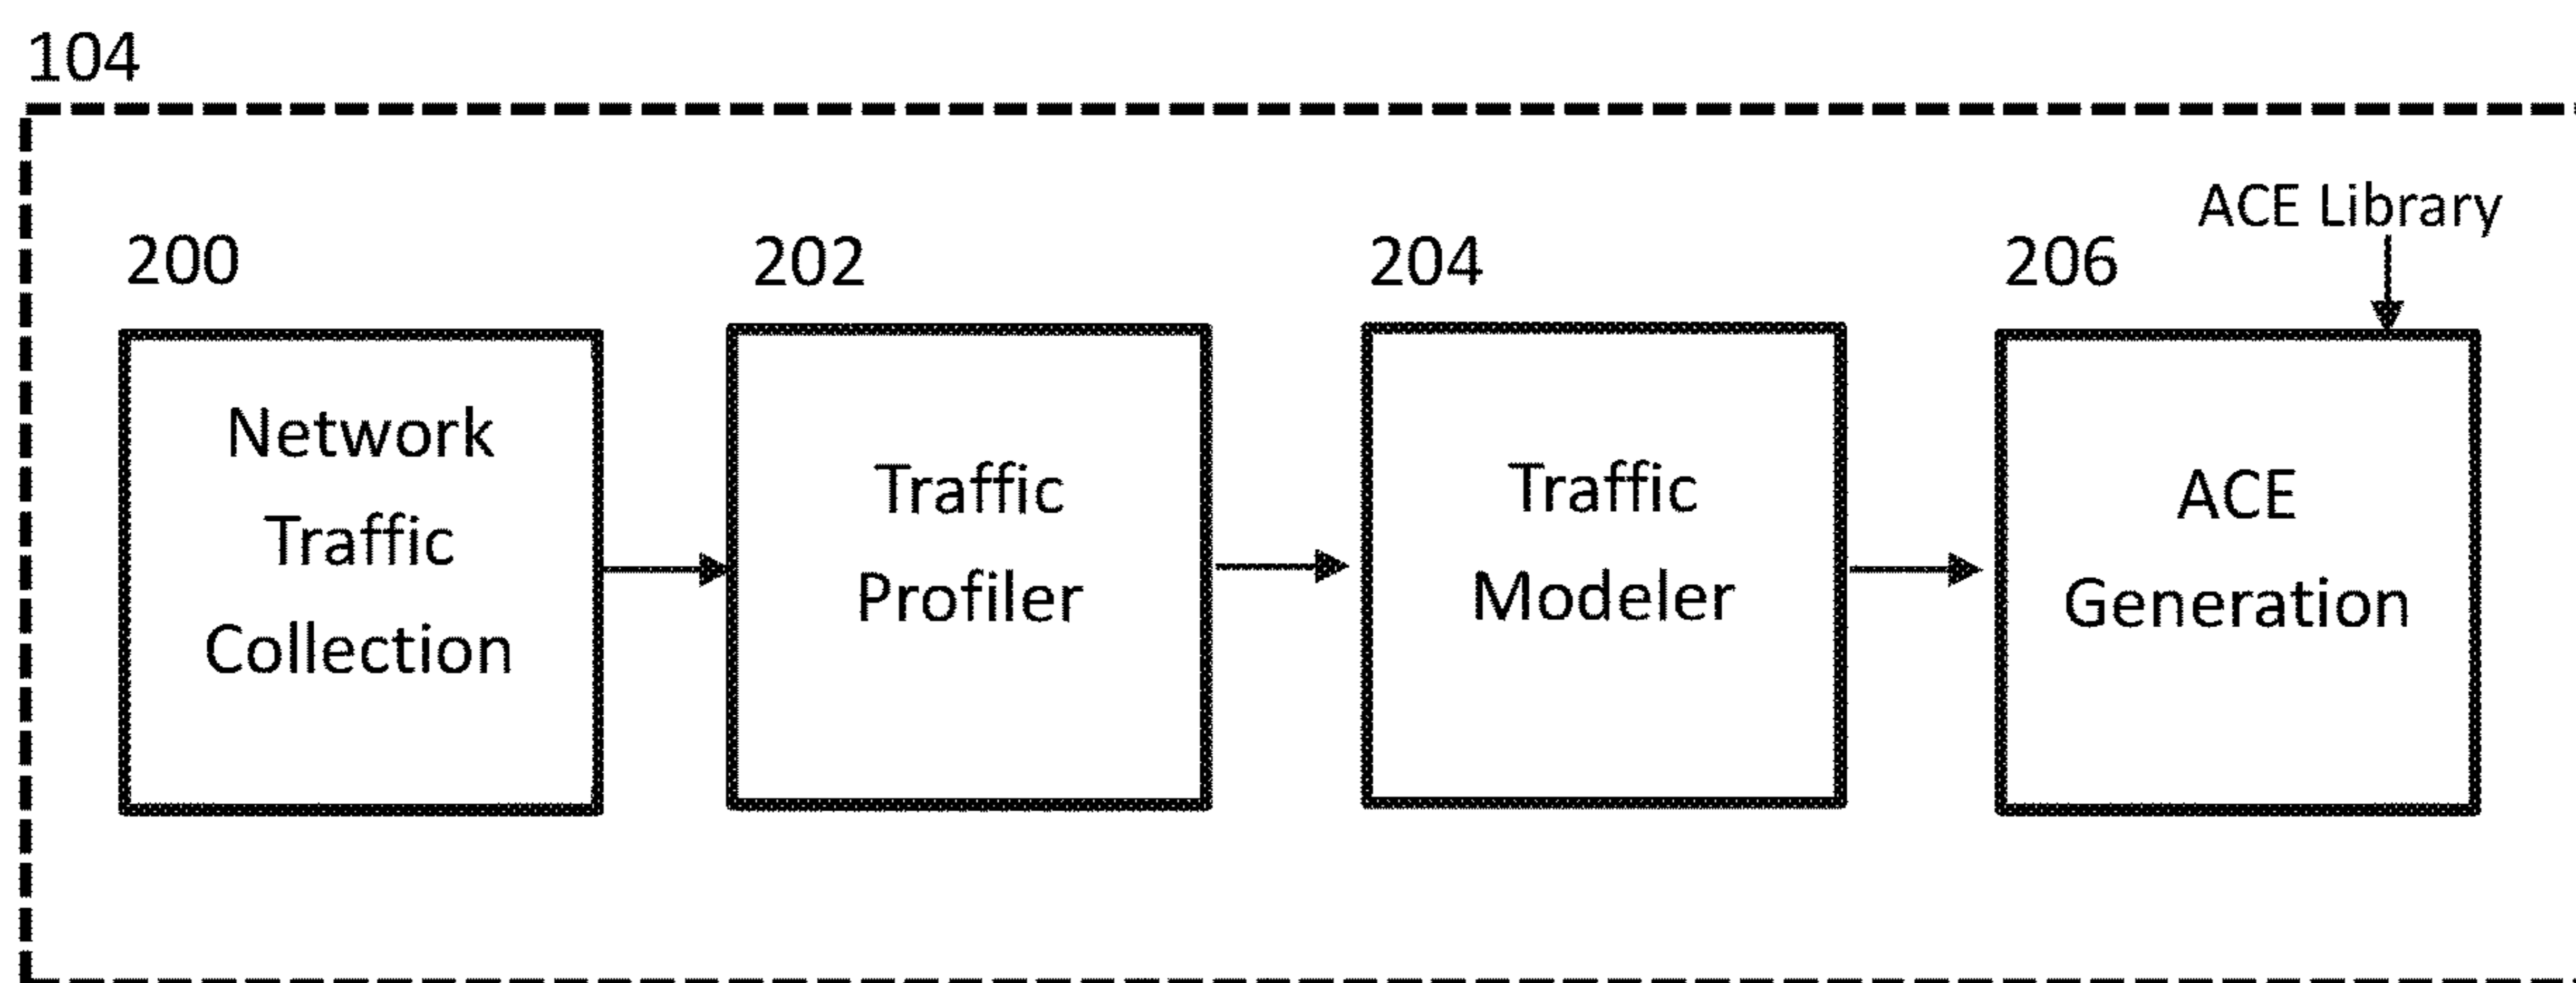 104
ACE Library
200
202
204
206
Network
Traffic
Collection
Traffic
Profiler
Traffic
Modeler
ACE
Generation